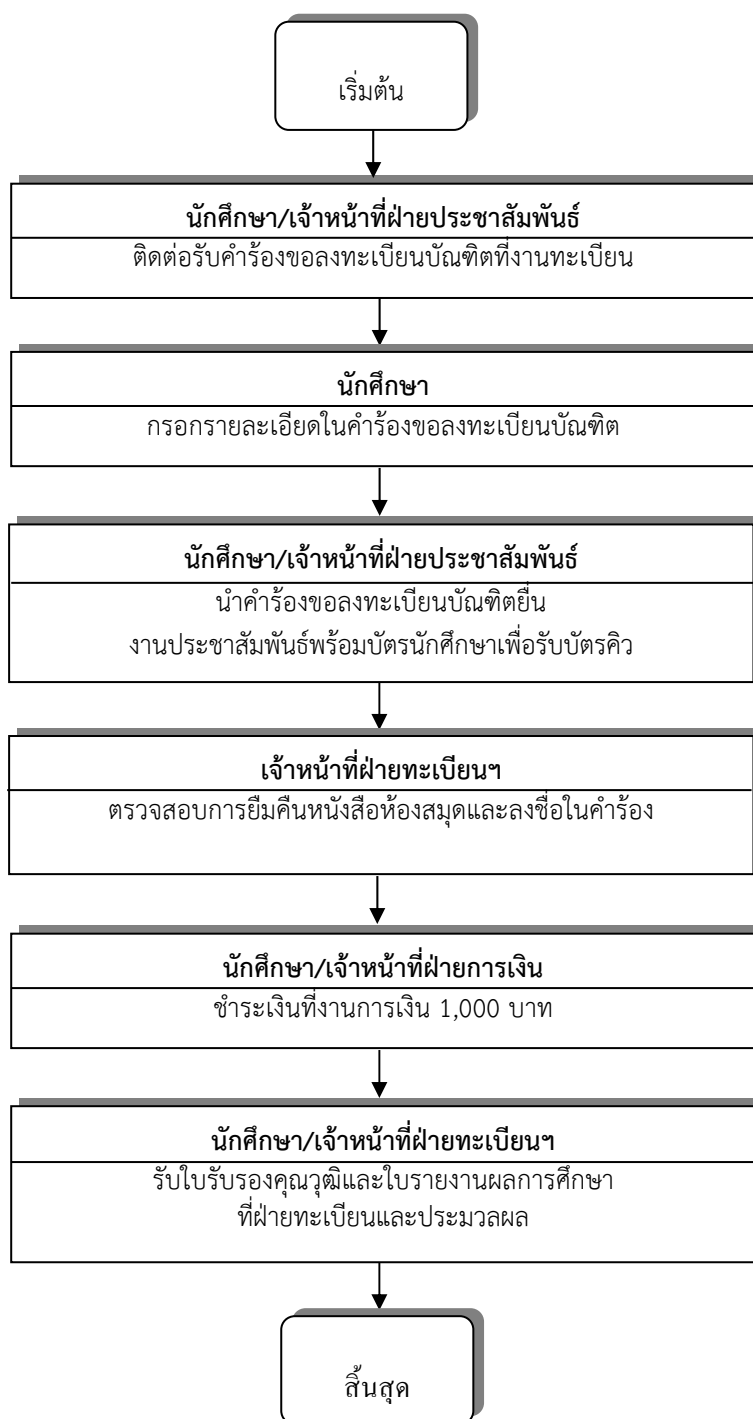 เริ่มต้น
นักศึกษา/เจ้าหน้าที่ฝ่ายประชาสัมพันธ์
ติดต่อรับคำร้องขอลงทะเบียนบัณฑิตที่งานทะเบียน
นักศึกษา
กรอกรายละเอียดในคำร้องขอลงทะเบียนบัณฑิต
นักศึกษา/เจ้าหน้าที่ฝ่ายประชาสัมพันธ์
นำคำร้องขอลงทะเบียนบัณฑิตยื่น
งานประชาสัมพันธ์พร้อมบัตรนักศึกษาเพื่อรับบัตรคิว
เจ้าหน้าที่ฝ่ายทะเบียนฯ
ตรวจสอบการยืมคืนหนังสือห้องสมุดและลงชื่อในคำร้อง
นักศึกษา/เจ้าหน้าที่ฝ่ายการเงิน
ชำระเงินที่งานการเงิน 1,000 บาท
นักศึกษา/เจ้าหน้าที่ฝ่ายทะเบียนฯ
รับใบรับรองคุณวุฒิและใบรายงานผลการศึกษา
ที่ฝ่ายทะเบียนและประมวลผล
สิ้นสุด